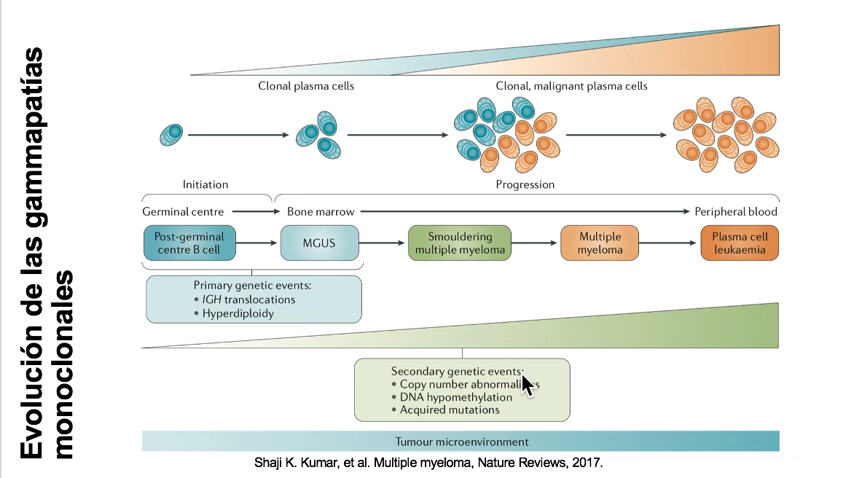 Evolución de las gammapatías
monoclonales
Clonal plasma cells
Clonal, malignant plasma cells
Initiation
Progression
Germinal centre
Bone marrow
Peripheral blood
Post-germinal
centre B cell
MGUS
Smouldering
multiple myeloma
Multiple
myeloma
Plasma cell
leukaemia
Primary genetic events:
• IGH translocations
• Hyperdiploidy
Secondary genetic events:
• Copy number abnormalities
• DNA hypomethylation
• Acquired mutations
Tumour microenvironment
Shaji K. Kumar, et al. Multiple myeloma, Nature Reviews, 2017.